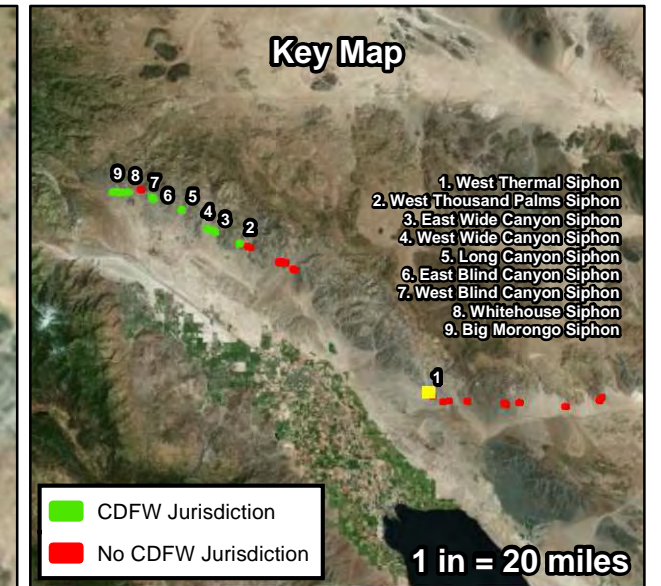 Key Map
9 8 7
6 5
4 3
2
1. West Thermal Siphon
2. West Thousand Palms Siphon
3. East Wide Canyon Siphon
4. West Wide Canyon Siphon
5. Long Canyon Siphon
6. East Blind Canyon Siphon
7. West Blind Canyon Siphon
8. Whitehouse Siphon
9. Big Morongo Siphon
1
CDFW Jurisdiction
No CDFW Jurisdiction
1 in = 20 miles